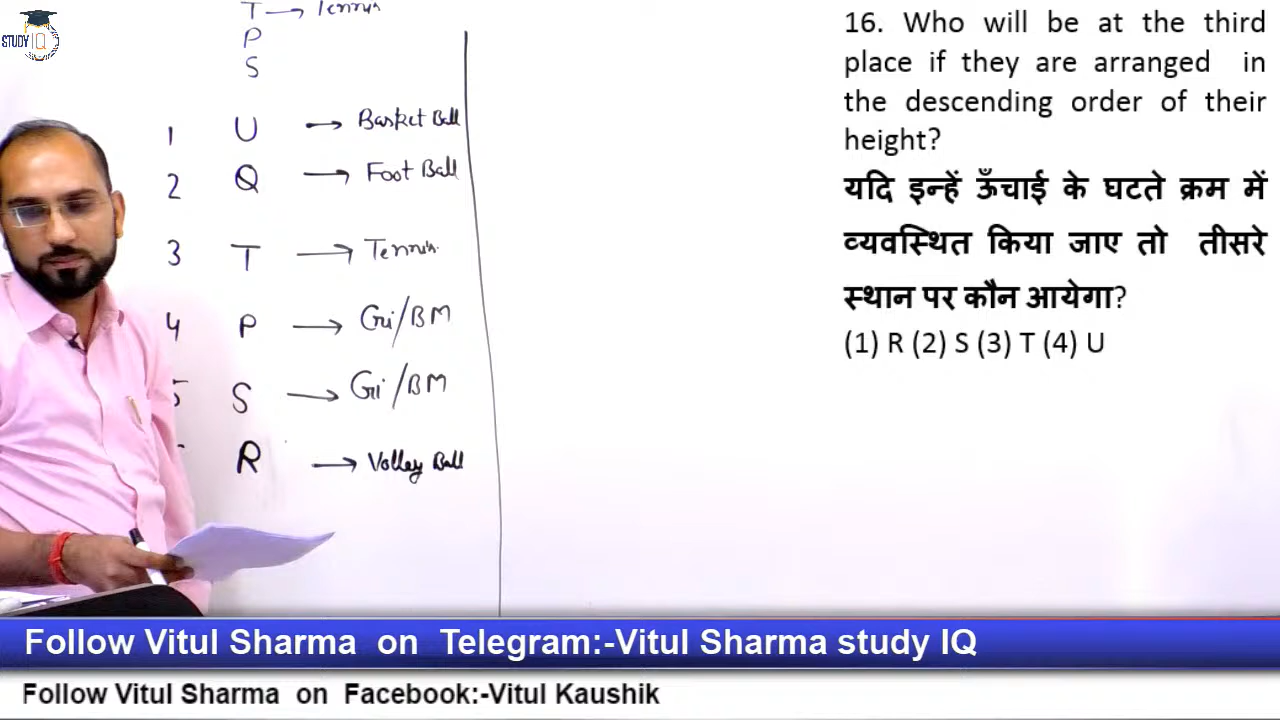 STUDY IQ
T → Tennis
P
S
1 U → Basket Ball
2 Q → Foot Ball
3 T → Tennis
4 P → Cri/BM
5 S → Cri/BM
R → Volley Ball
16. Who will be at the third
place if they are arranged in
the descending order of their
height?
यदि इन्हें ऊँचाई के घटते क्रम में
व्यवस्थित किया जाए तो तीसरे
स्थान पर कौन आयेगा?
(1) R (2) S (3) T (4) U
Follow Vitul Sharma on Telegram:-Vitul Sharma study IQ
Follow Vitul Sharma on Facebook:-Vitul Kaushik